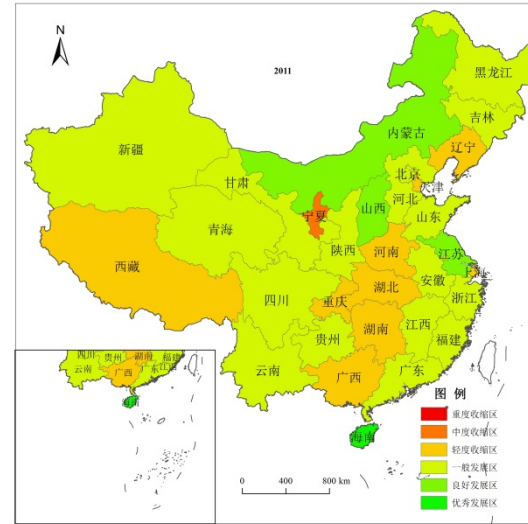 N
2011
黑龙江
吉林
辽宁
内蒙古
新疆
甘肃
北京
天津
河北
山西
宁夏
青海
山东
陕西
河南
江苏
西藏
上海
安徽
湖北
四川
重庆
浙江
湖南
江西
贵州
福建
云南
广西
广东
海南
四川
贵州
湖南
福建
云南
广西
广东
江西
海南
图 例
重度收缩区
中度收缩区
轻度收缩区
一般发展区
良好发展区
优秀发展区
0 400 800 km